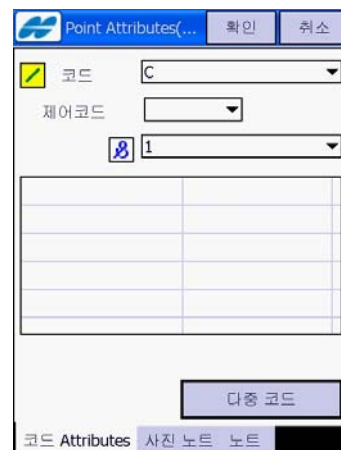 Point Attributes(... 확인 취소
코드 C
제어코드
1
다중 코드
코드 Attributes 사진 노트 노트